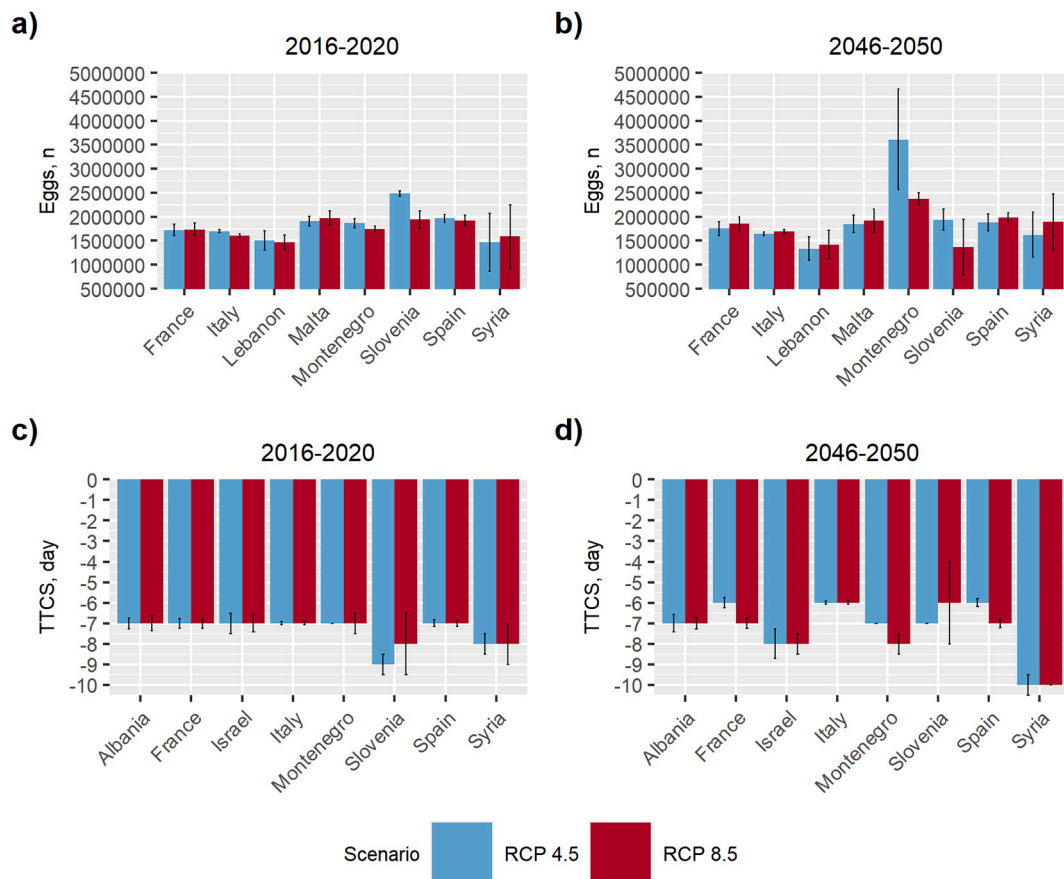 a)
2016-2020
Eggs, n
5000000
4500000
4000000
3500000
3000000
2500000
2000000
1500000
1000000
500000
France
Italy
Lebanon
Malta
Montenegro
Slovenia
Spain
Syria
b)
2046-2050
Eggs, n
5000000
4500000
4000000
3500000
3000000
2500000
2000000
1500000
1000000
500000
France
Italy
Lebanon
Malta
Montenegro
Slovenia
Spain
Syria
c)
2016-2020
TTCS, day
0
-1
-2
-3
-4
-5
-6
-7
-8
-9
-10
Albania
France
Israel
Italy
Montenegro
Slovenia
Spain
Syria
d)
2046-2050
TTCS, day
0
-1
-2
-3
-4
-5
-6
-7
-8
-9
-10
Albania
France
Israel
Italy
Montenegro
Slovenia
Spain
Syria
Scenario RCP 4.5 RCP 8.5